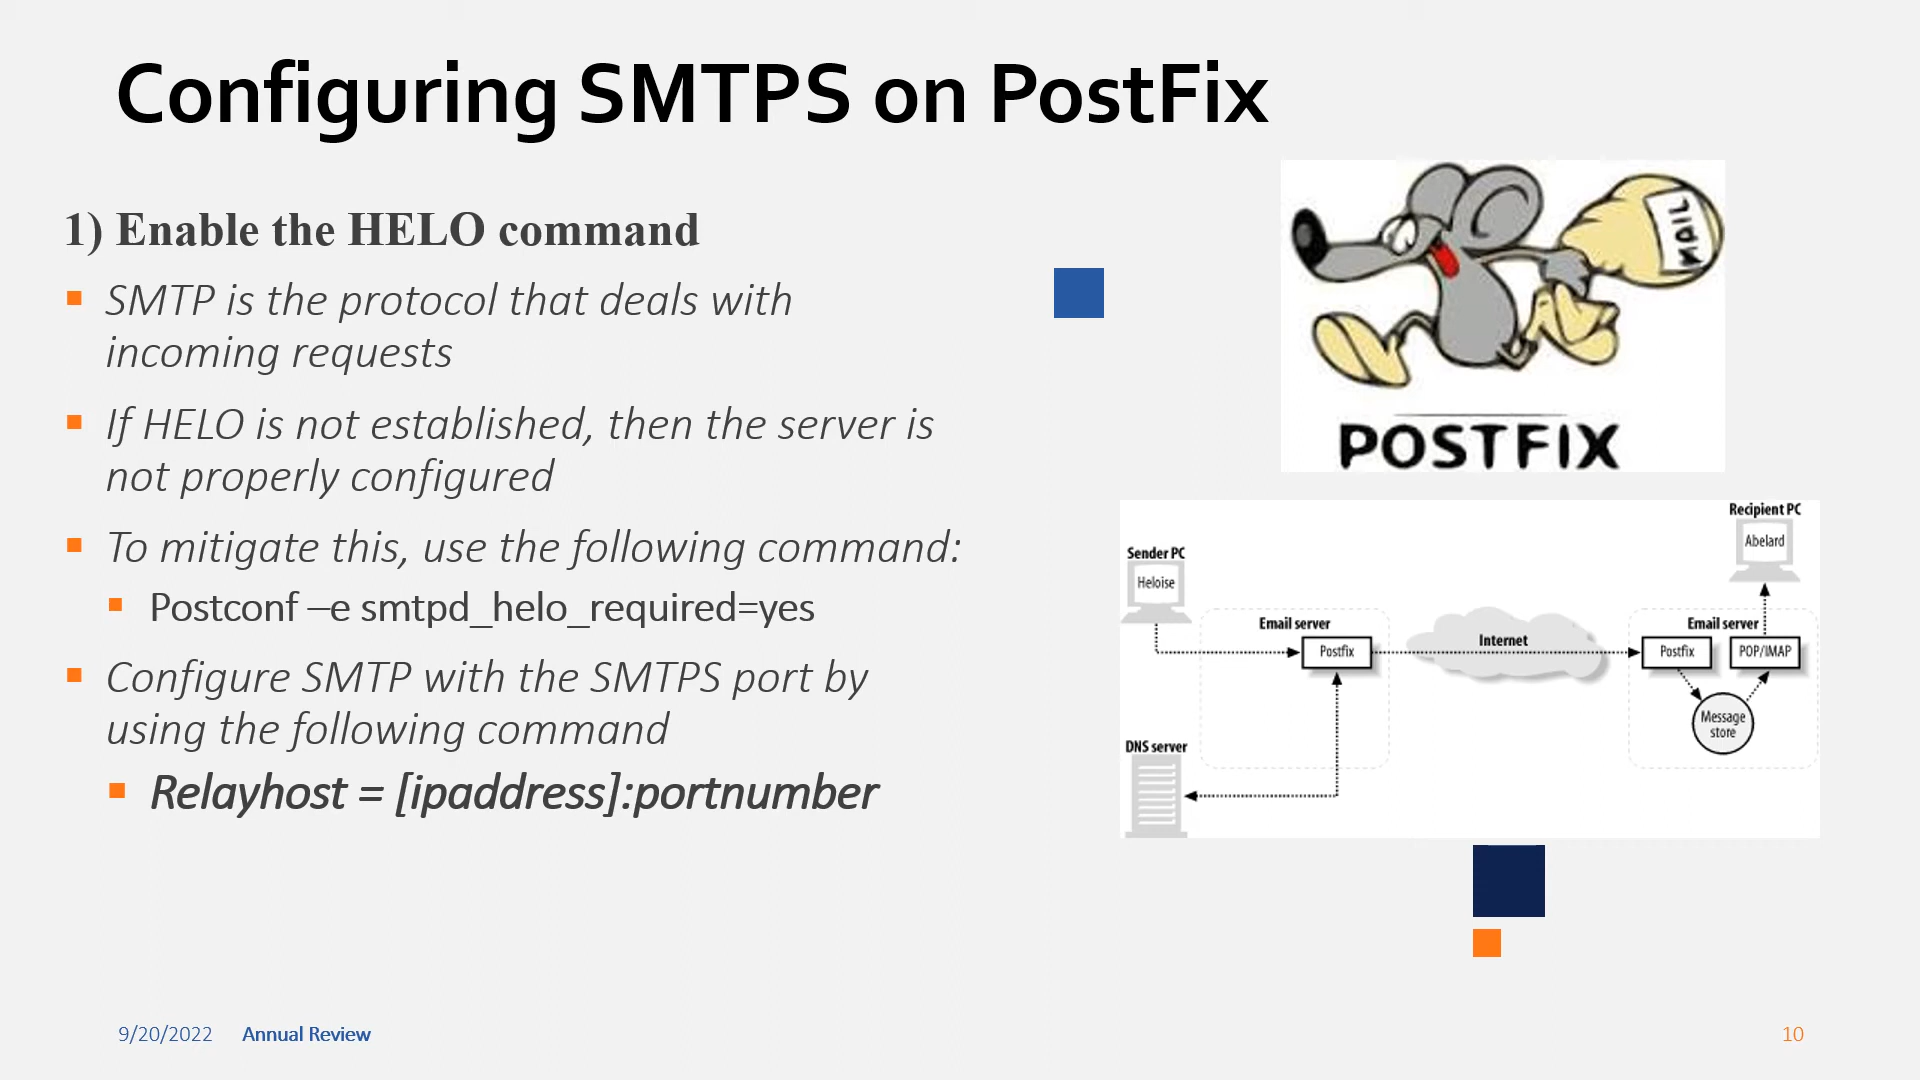 Configuring SMTPS on PostFix
1) Enable the HELO command
SMTP is the protocol that deals with
incoming requests
If HELO is not established, then the server is
not properly configured
To mitigate this, use the following command:
Postconf –e smtpd_helo_required=yes
Configure SMTP with the SMTPS port by
using the following command
Relayhost = [ipaddress]:portnumber
MAIL
POSTFIX
Recipient PC
Abelard
Sender PC
Heloise
Email server
Postfix
Internet
Email server
Postfix
POP/IMAP
Message
store
DNS server
9/20/2022
Annual Review
10